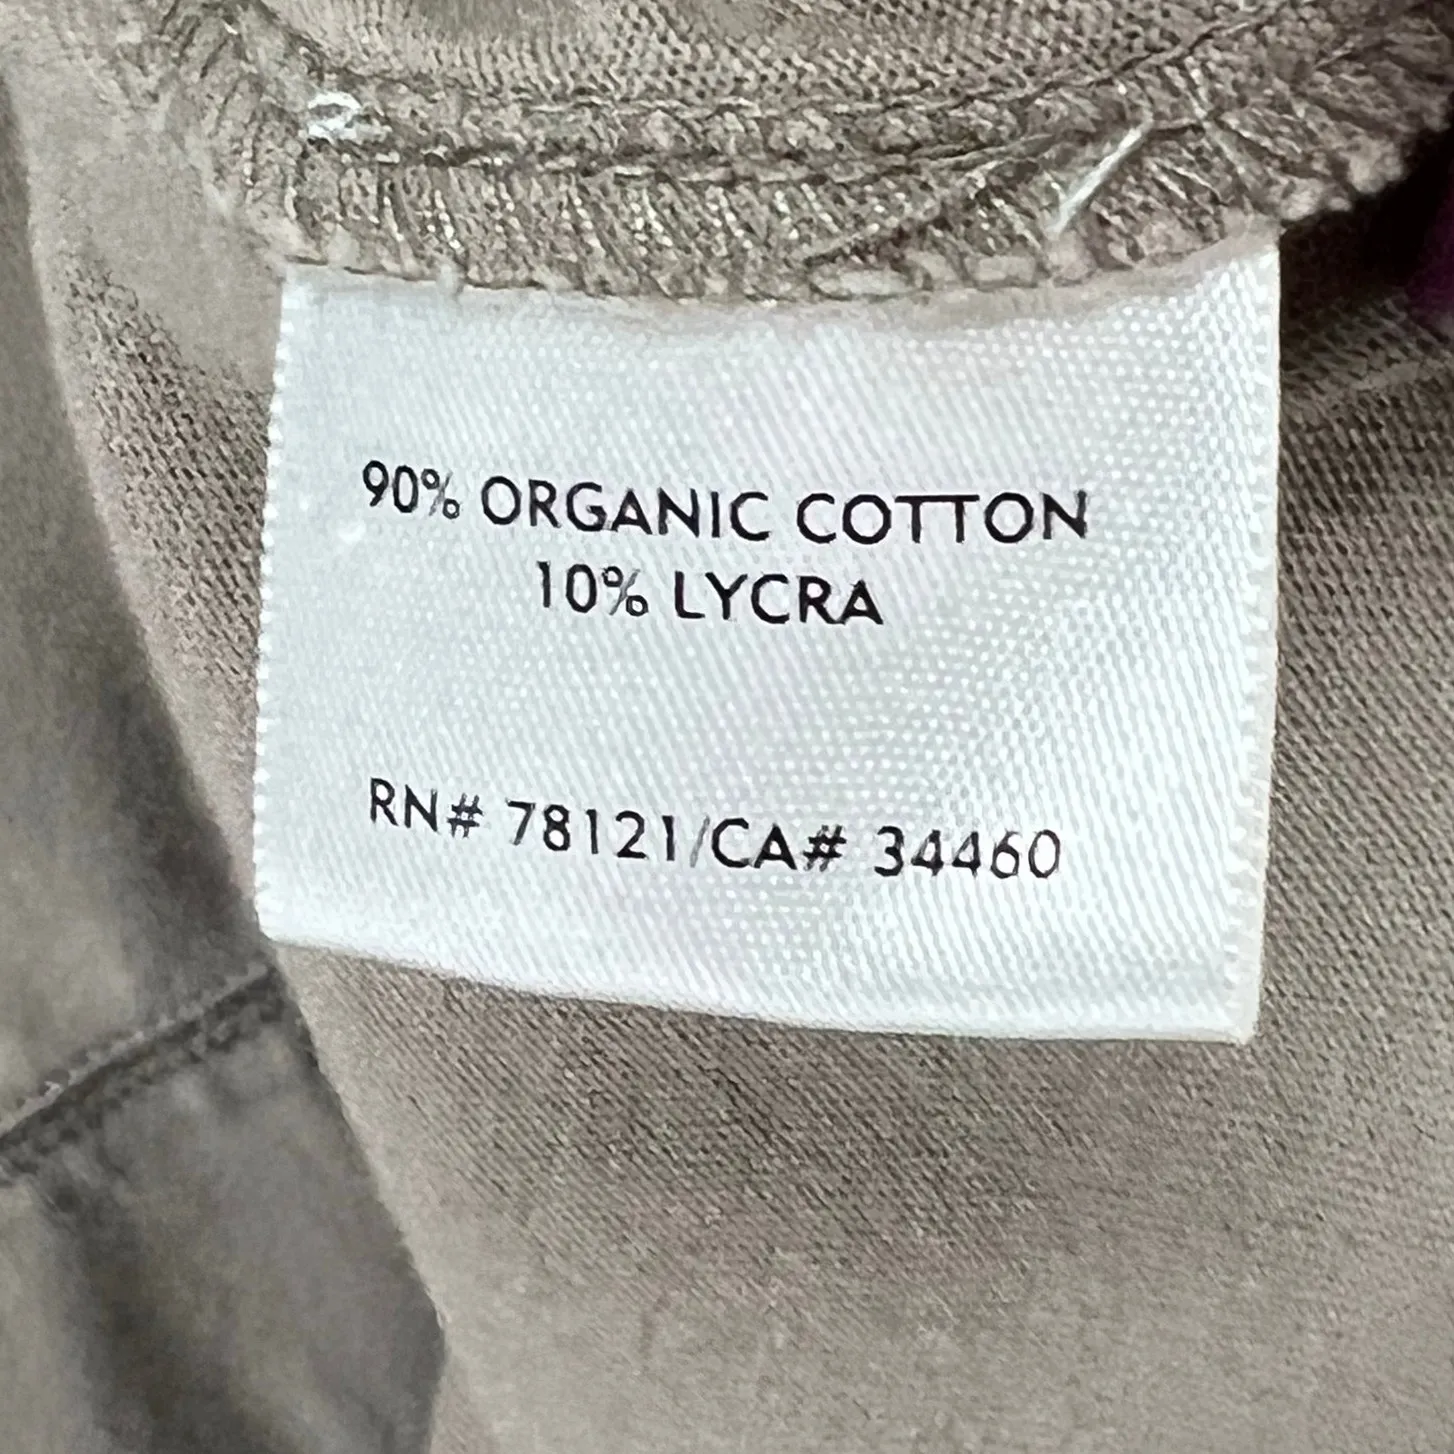 90% ORGANIC COTTON
10% LYCRA
RN# 78121/CA# 34460